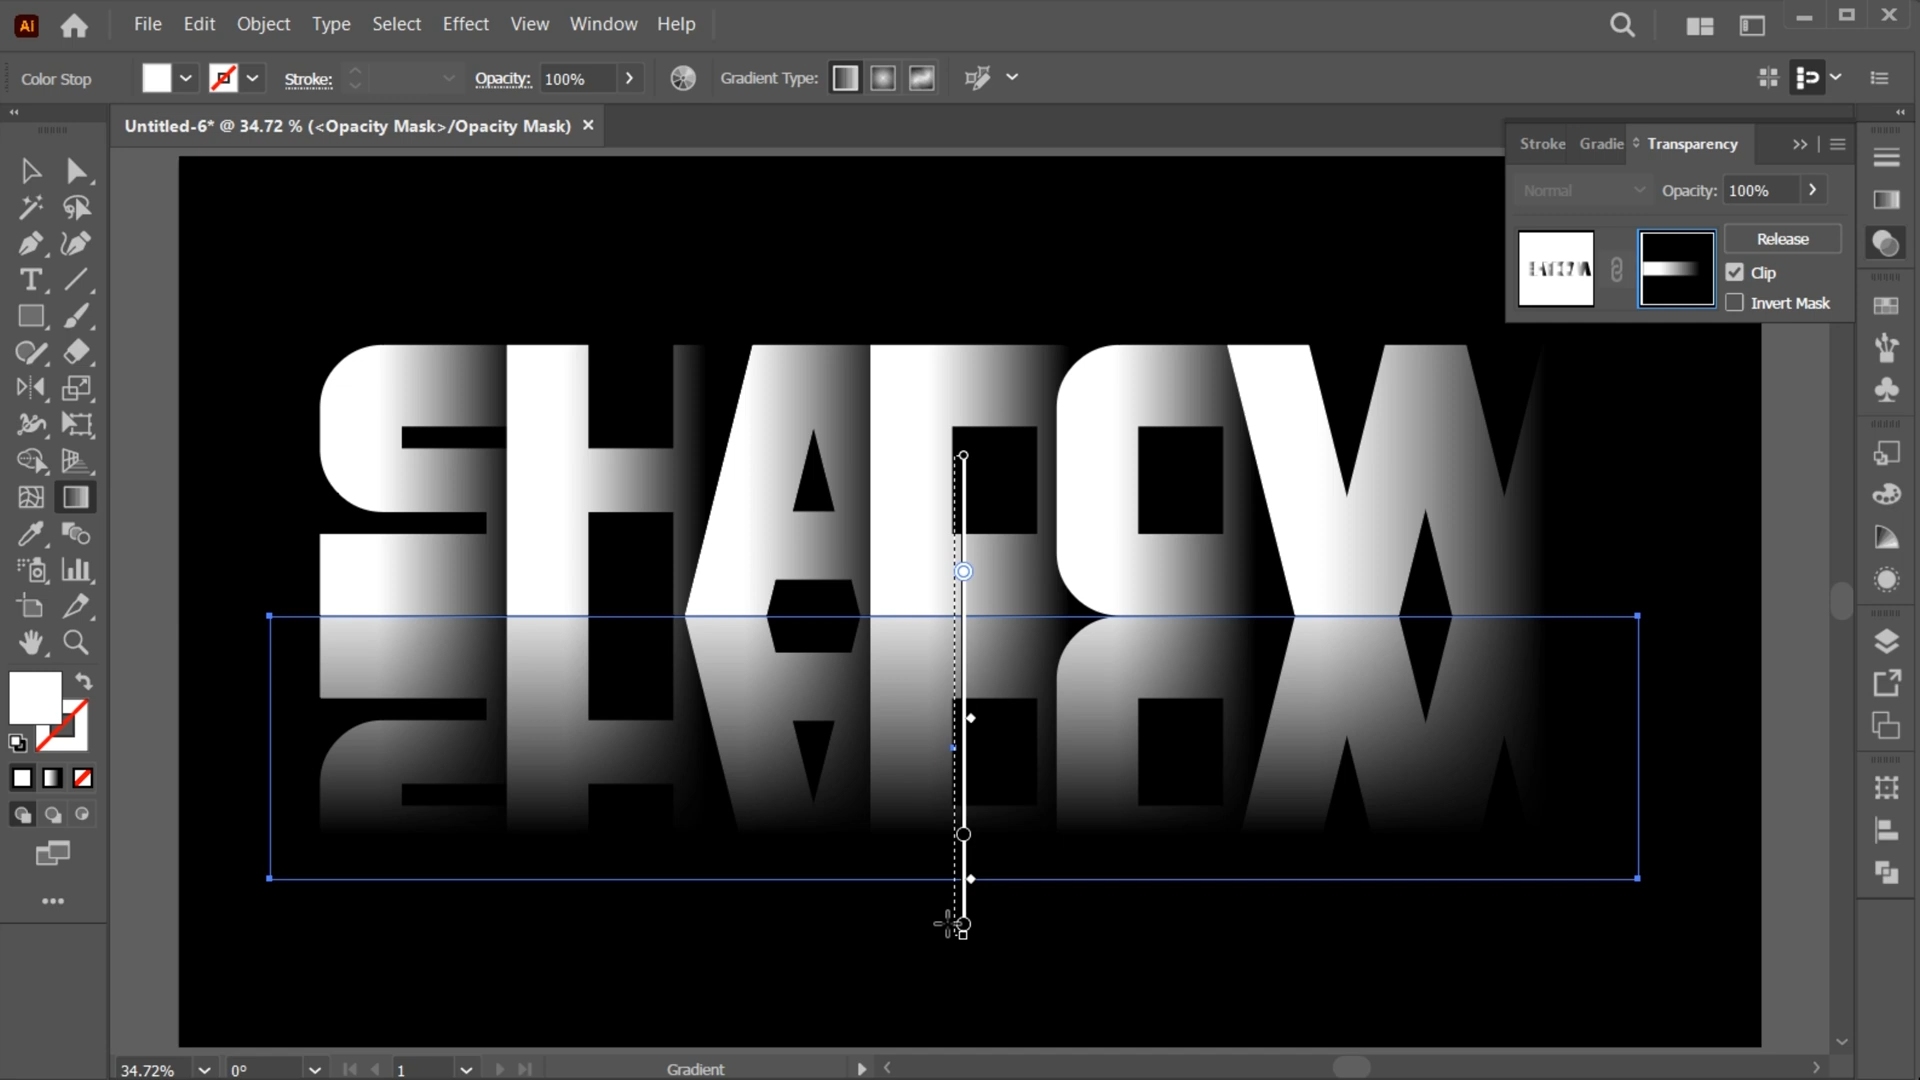 Ai File Edit Object Type Select Effect View Window Help
Color Stop Stroke: Opacity: 100% Gradient Type:
Untitled-6* @ 34.72 % (<Opacity Mask>/Opacity Mask) ×
Stroke Gradie Transparency
Normal Opacity: 100%
Release
Clip
Invert Mask
SHADOW
34.72% 0° 1 Gradient